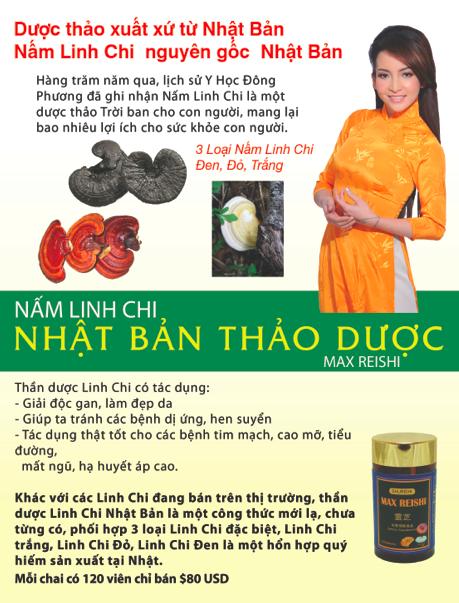 Dược thảo xuất xứ từ Nhật Bản
Nấm Linh Chi nguyên gốc Nhật Bản
Hàng trăm năm qua, lịch sử Y Học Đông
Phương đã ghi nhận Nấm Linh Chi là một
dược thảo Trời ban cho con người, mang lại
bao nhiêu lợi ích cho sức khỏe con người.
3 Loại Nấm Linh Chi
Đen, Đỏ, Trắng
NẤM LINH CHI
NHẬT BẢN THẢO DƯỢC
MAX REISHI
Thần dược Linh Chi có tác dụng:
- Giải độc gan, làm đẹp da
- Giúp ta tránh các bệnh dị ứng, hen suyển
- Tác dụng thật tốt cho các bệnh tim mạch, cao mỡ, tiểu
đường,
mất ngũ, hạ huyết áp cao.
Khác với các Linh Chi đang bán trên thị trường, thần
dược Linh Chi Nhật Bản là một công thức mới lạ, chưa
từng có, phối hợp 3 loại Linh Chi đặc biệt, Linh Chi
trắng, Linh Chi Đỏ, Linh Chi Đen là một hổn hợp quý
hiếm sản xuất tại Nhật.
Mỗi chai có 120 viên chỉ bán $80 USD
MAX REISHI
靈芝